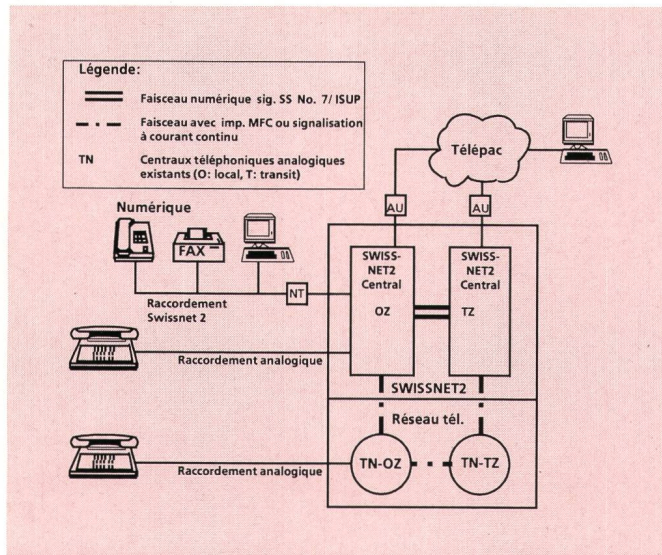 Légende:
Faisceau numérique sig. SS No. 7/ ISUP
Faisceau avec imp. MFC ou signalisation
à courant continu
TN Centraux téléphoniques analogiques
existants (O: local, T: transit)
Télépac
Numérique
FAX
AU
AU
NT
Raccordement
Swissnet 2
SWISS-
NET2
Central
OZ
SWISS-
NET2
Central
TZ
Raccordement analogique
SWISSNET2
Réseau tél.
TN-OZ
TN-TZ
Raccordement analogique